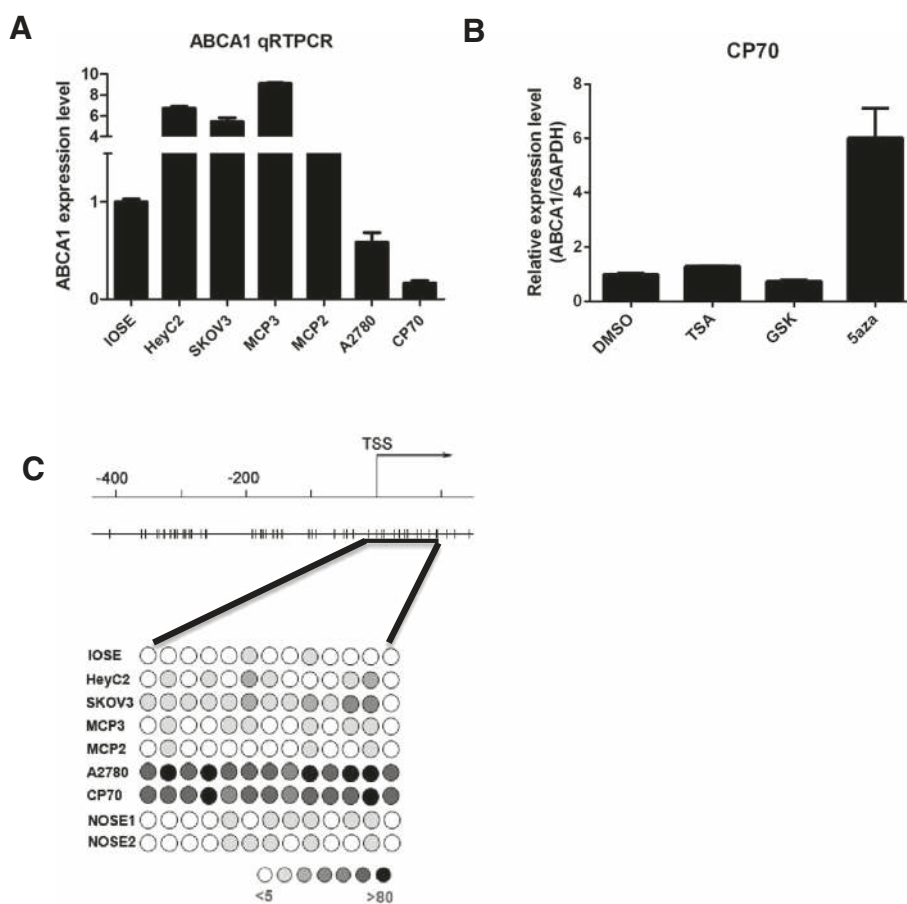 A
ABCA1 qRTPCR
ABCA1 expression level
10
8
6
4
1
0
IOSE
HeyC2
SKOV3
MCP3
MCP2
A2780
CP70
B
CP70
Relative expression level
(ABCA1/GAPDH)
8
6
4
2
0
DMSO
TSA
GSK
5aza
C
TSS
-400
-200
IOSE
HeyC2
SKOV3
MCP3
MCP2
A2780
CP70
NOSE1
NOSE2
<5
>80